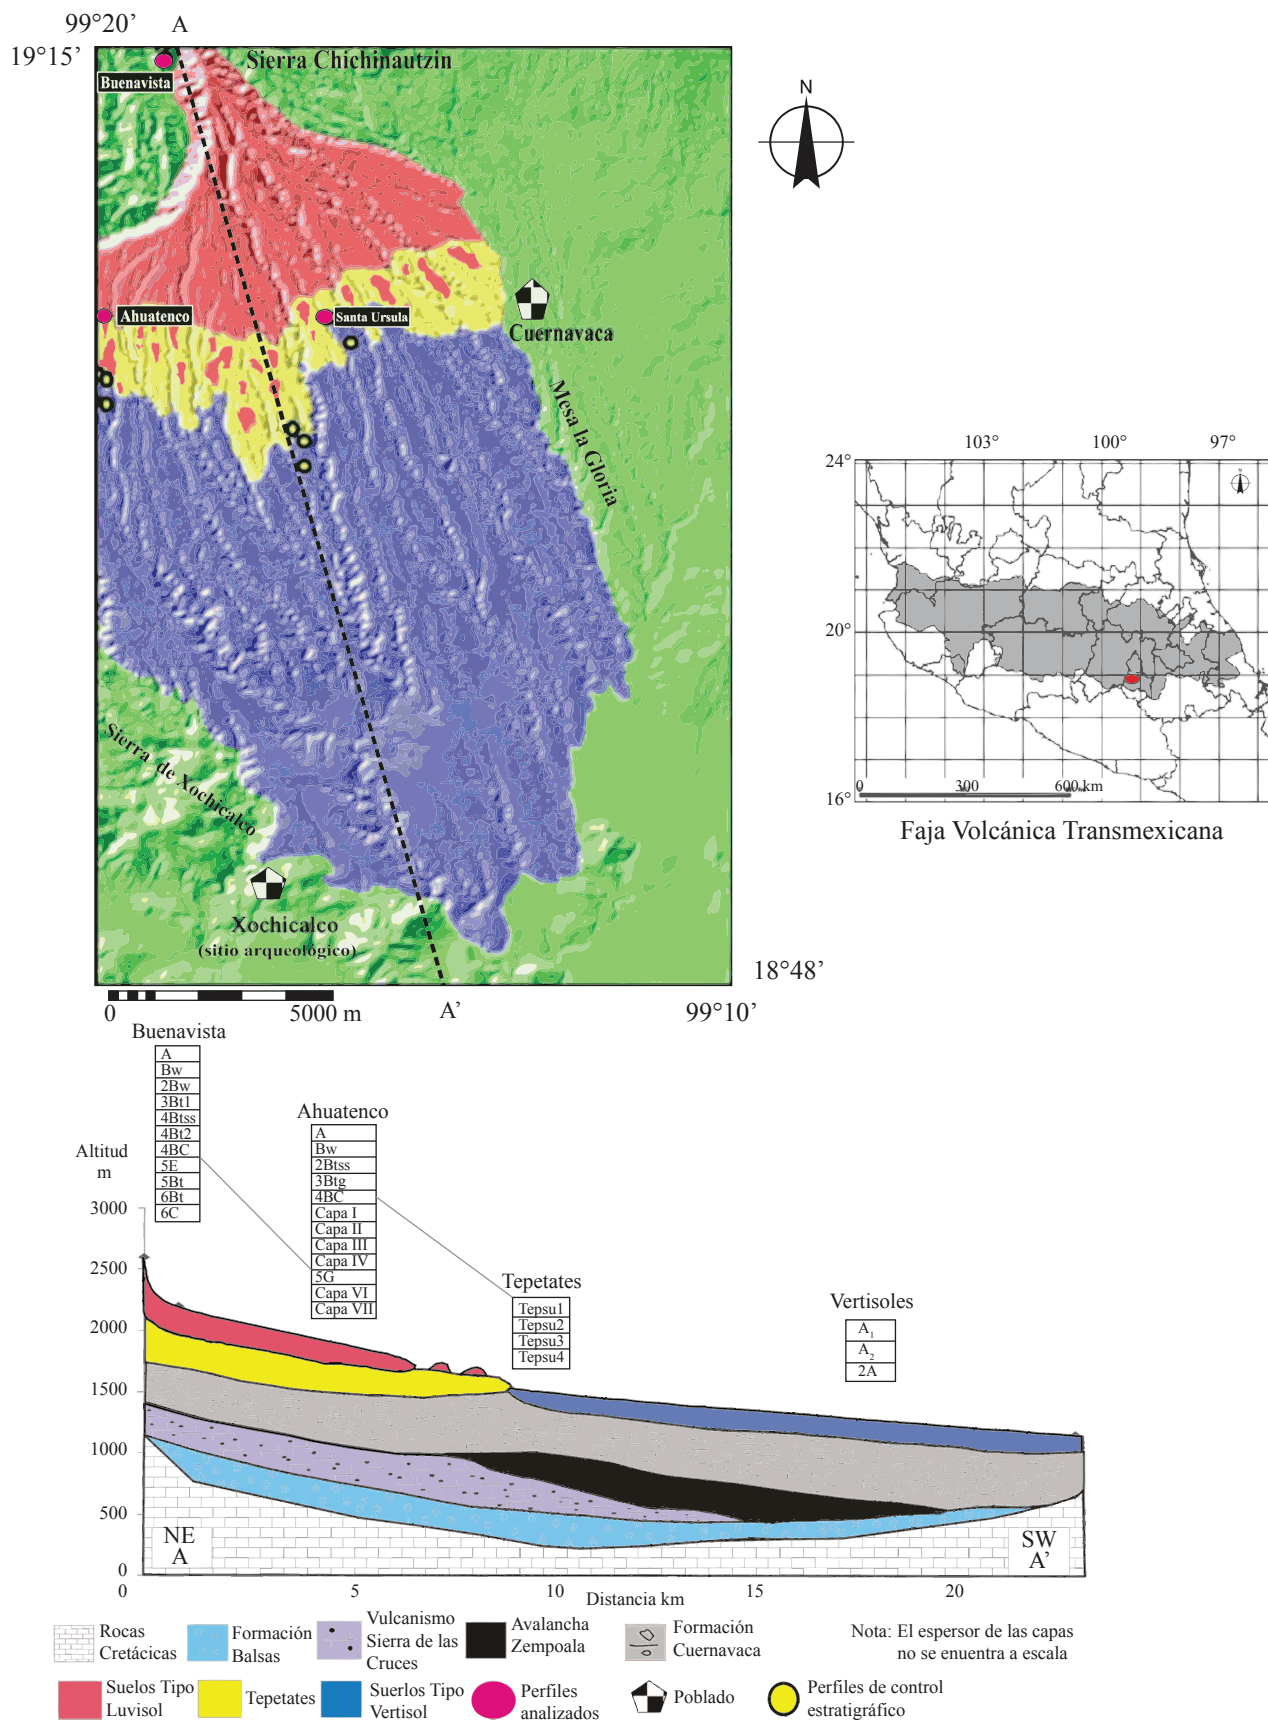 99°20’
A
19°15’
Sierra Chichinautzin
Buenavista
N
Ahuatenco
Santa Ursula
Cuernavaca
Mesa la Gloria
Sierra de Xochicalco
Xochicalco
(sitio arqueológico)
18°48’
0
5000 m
A’
99°10’
103°
100°
97°
24°
N
20°
16°
0
300
600 km
Faja Volcánica Transmexicana
Buenavista
A
Bw
2Bw
3Bt1
4Btss
4Bt2
4BC
5E
5Bt
6Bt
6C
Ahuatenco
A
Bw
2Btss
3Btg
4BC
Capa I
Capa II
Capa III
Capa IV
5G
Capa VI
Capa VII
Tepetates
Tepsu1
Tepsu2
Tepsu3
Tepsu4
Vertisoles
A1
A2
2A
Altitud
m
3000
2500
2000
1500
1000
500
0
NE
A
SW
A’
0
5
10
15
20
Distancia km
Rocas
Cretácicas
Formación
Balsas
Vulcanismo
Sierra de las
Cruces
Avalancha
Zempoala
Formación
Cuernavaca
Nota: El espersor de las capas
no se enuentra a escala
Suelos Tipo
Luvisol
Tepetates
Suerlos Tipo
Vertisol
Perfiles
analizados
Poblado
Perfiles de control
estratigráfico